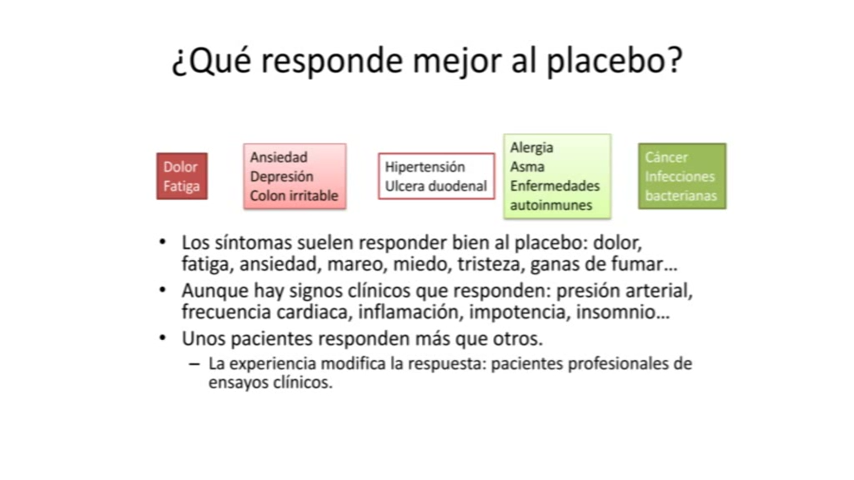 ¿Qué responde mejor al placebo?
Dolor
Fatiga
Ansiedad
Depresión
Colon irritable
Hipertensión
Ulcera duodenal
Alergia
Asma
Enfermedades
autoinmunes
Cáncer
Infecciones
bacterianas
• Los síntomas suelen responder bien al placebo: dolor,
fatiga, ansiedad, mareo, miedo, tristeza, ganas de fumar…
• Aunque hay signos clínicos que responden: presión arterial,
frecuencia cardiaca, inflamación, impotencia, insomnio…
• Unos pacientes responden más que otros.
– La experiencia modifica la respuesta: pacientes profesionales de
ensayos clínicos.